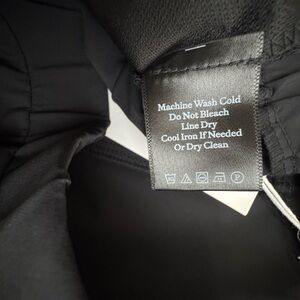 Machine Wash Cold
Do Not Bleach
Line Dry
Cool Iron If Needed
Or Dry Clean